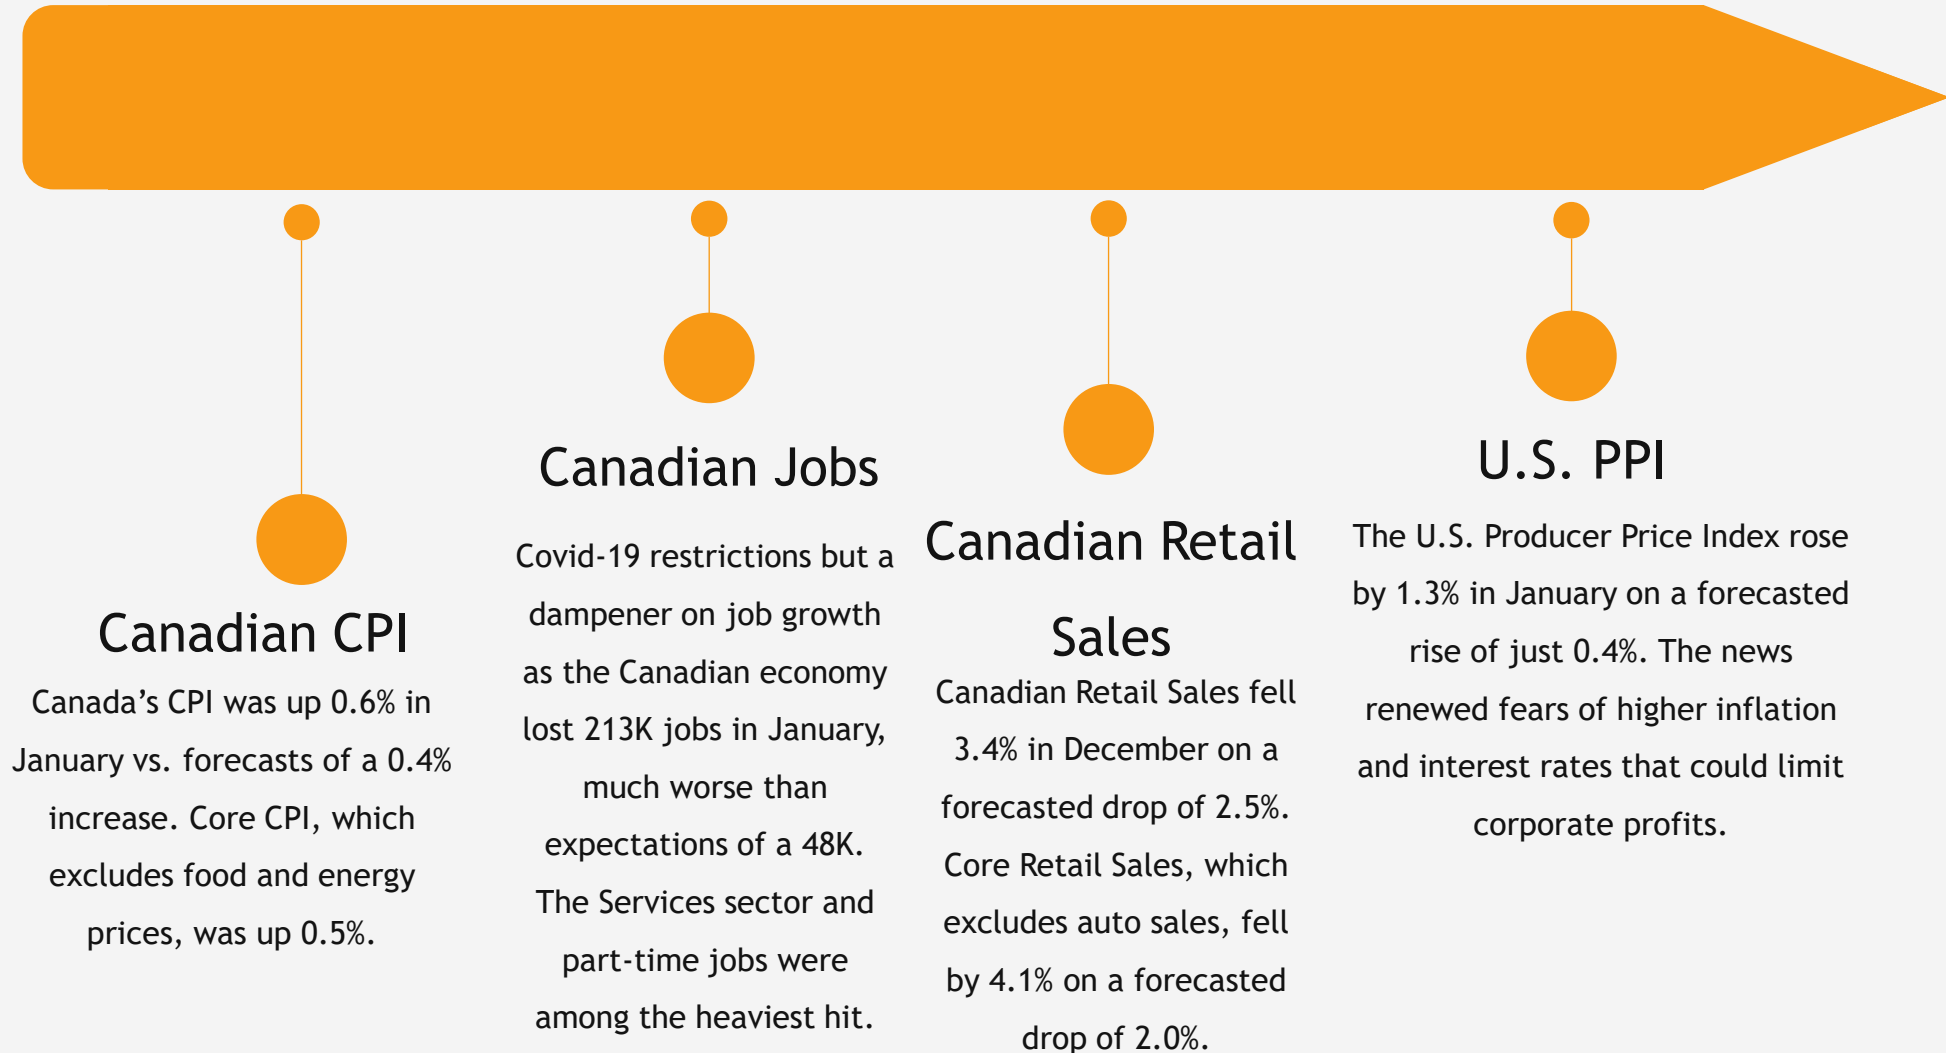 Canadian CPI
Canada’s CPI was up 0.6% in
January vs. forecasts of a 0.4%
increase. Core CPI, which
excludes food and energy
prices, was up 0.5%.
Canadian Jobs
Covid-19 restrictions but a
dampener on job growth
as the Canadian economy
lost 213K jobs in January,
much worse than
expectations of a 48K.
The Services sector and
part-time jobs were
among the heaviest hit.
Canadian Retail
Sales
Canadian Retail Sales fell
3.4% in December on a
forecasted drop of 2.5%.
Core Retail Sales, which
excludes auto sales, fell
by 4.1% on a forecasted
drop of 2.0%.
U.S. PPI
The U.S. Producer Price Index rose
by 1.3% in January on a forecasted
rise of just 0.4%. The news
renewed fears of higher inflation
and interest rates that could limit
corporate profits.